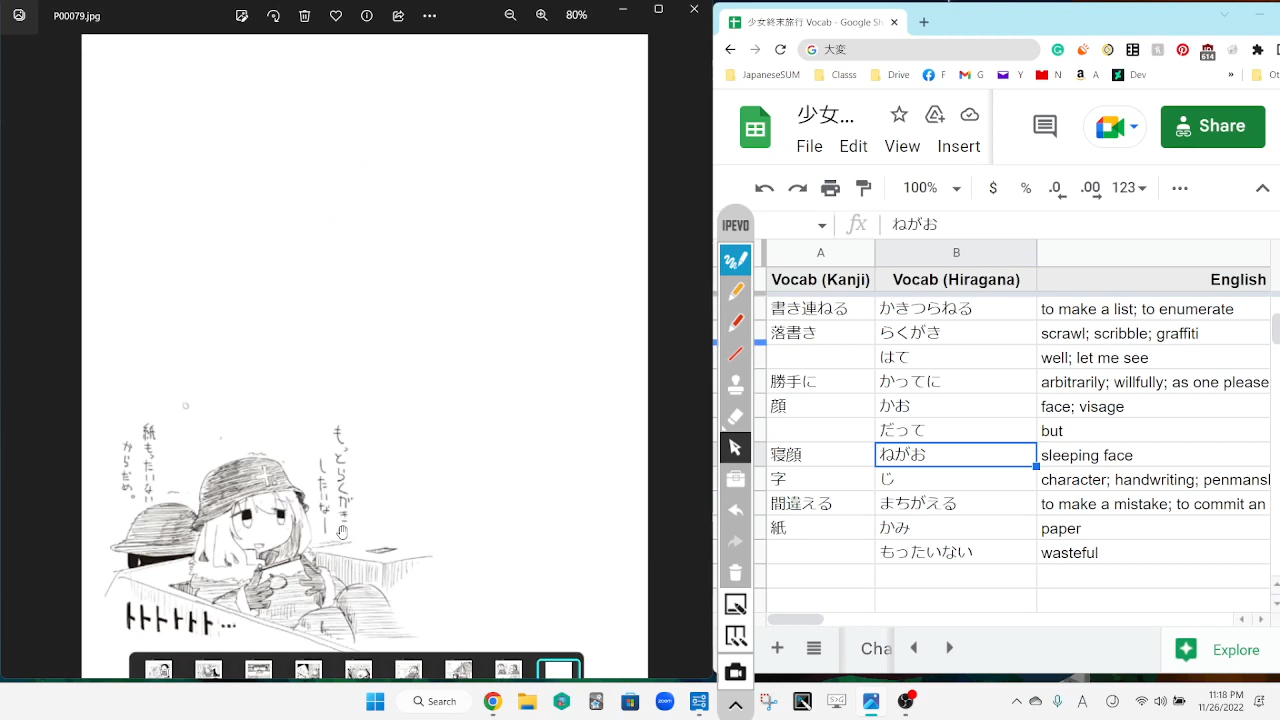 P00079.jpg
80%
少女終末旅行 Vocab - Google Sh
大変
614
JapaneseSUM
Classs
Drive
F
G
Y
N
A
Dev
»
Ot
少女...
File Edit View Insert
Share
100%
$ % .0 .00 123
IPEVO
fx
ねがお
A B
Vocab (Kanji) Vocab (Hiragana) English
書き連ねる かきつらねる to make a list; to enumerate
落書き らくがき scrawl; scribble; graffiti
はて well; let me see
勝手に かってに arbitrarily; willfully; as one please
顔 かお face; visage
だって but
寝顔 ねがお sleeping face
字 じ character; handwriting; penmansl
間違える まちがえる to make a mistake; to commit an
紙 かみ paper
もったいない wasteful
もっとらくがき
したいなー
紙もったいない
からだめ。
トトトトトト...
Cha
Explore
Search
zoom
A
11:18 PM
11/26/2022